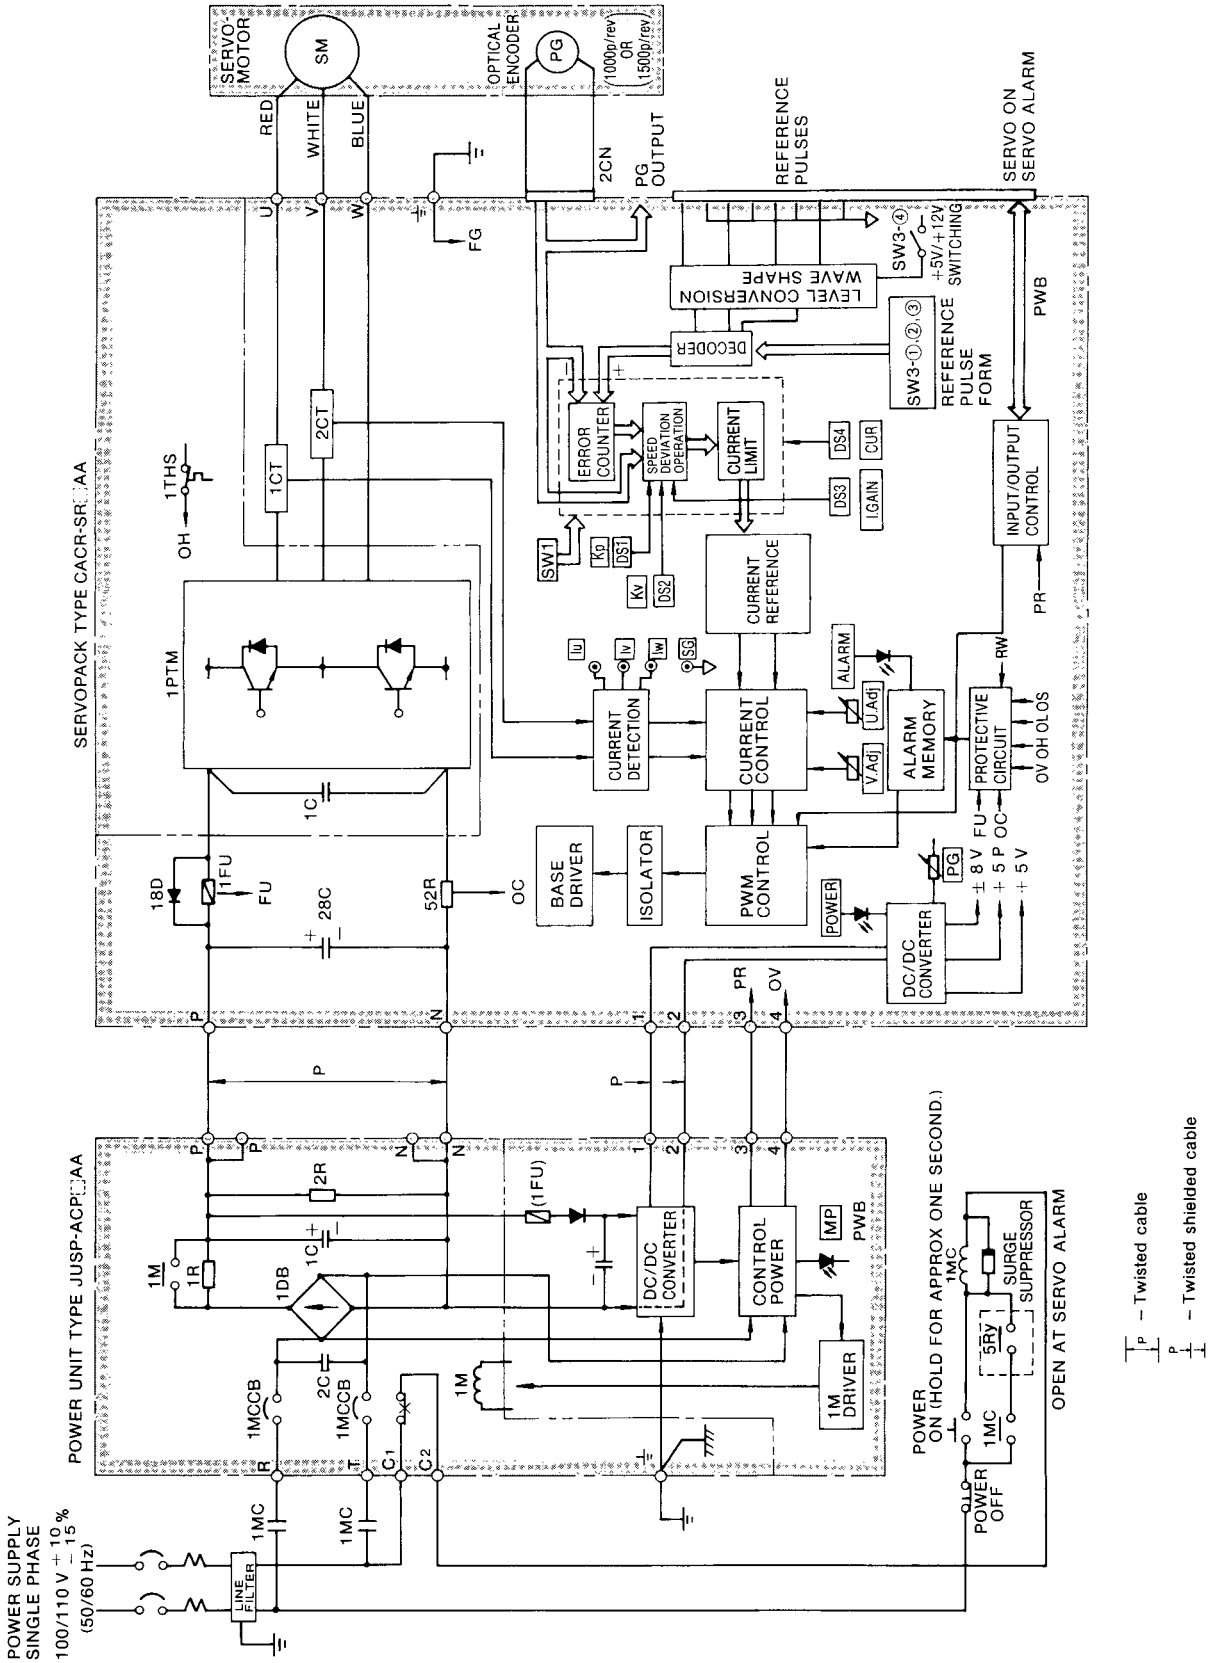 POWER SUPPLY
SINGLE PHASE
100/110 V + 10 %
- 15
(50/60 Hz)
LINE
FILTER
1MC
1MC
POWER UNIT TYPE JUSP-ACP□AA
R
T
C1
C2
1MCCB
1MCCB
2C
1M
1R
1DB
1C
+
-
2R
P
P
N
N
1M
(1FU)
+
-
DC/DC
CONVERTER
CONTROL
POWER
1M
DRIVER
MP
PWB
1
2
3
4
P
P
POWER
OFF
POWER
ON (HOLD FOR APPROX ONE SECOND.)
1MC
5Ry
1MC
SURGE
SUPPRESSOR
OPEN AT SERVO ALARM
P
- Twisted cable
P
- Twisted shielded cable
SERVOPACK TYPE CACR-SR□AA
P
N
1
2
3
4
PR
OV
18D
1FU
FU
28C
+
-
52R
OC
1C
1PTM
OH
1THS
1CT
2CT
U
V
W
RED
WHITE
BLUE
SERVO-
MOTOR
SM
FG
OPTICAL
ENCODER
PG
(1000p/rev
OR
1500p/rev)
2CN
PG
OUTPUT
REFERENCE
PULSES
SERVO ON
SERVO ALARM
BASE
DRIVER
ISOLATOR
PWM
CONTROL
CURRENT
DETECTION
Iu
Iv
Iw
SG
CURRENT
CONTROL
V.Adj
U.Adj
CURRENT
REFERENCE
SW1
Kp
DS1
Kv
DS2
ERROR
COUNTER
-
+
SPEED
DEVIATION
OPERATION
CURRENT
LIMIT
DS3
I.GAIN
DS4
CUR
DECODER
LEVEL CONVERSION
WAVE SHAPE
SW3-④
+5V/+12V
SWITCHING
SW3-①,②,③
REFERENCE
PULSE
FORM
PWB
INPUT/OUTPUT
CONTROL
PR
ALARM
ALARM
MEMORY
RW
PROTECTIVE
CIRCUIT
FU
OC
OV OH OL OS
POWER
PG
DC/DC
CONVERTER
± 8 V
+ 5 P
+ 5 V